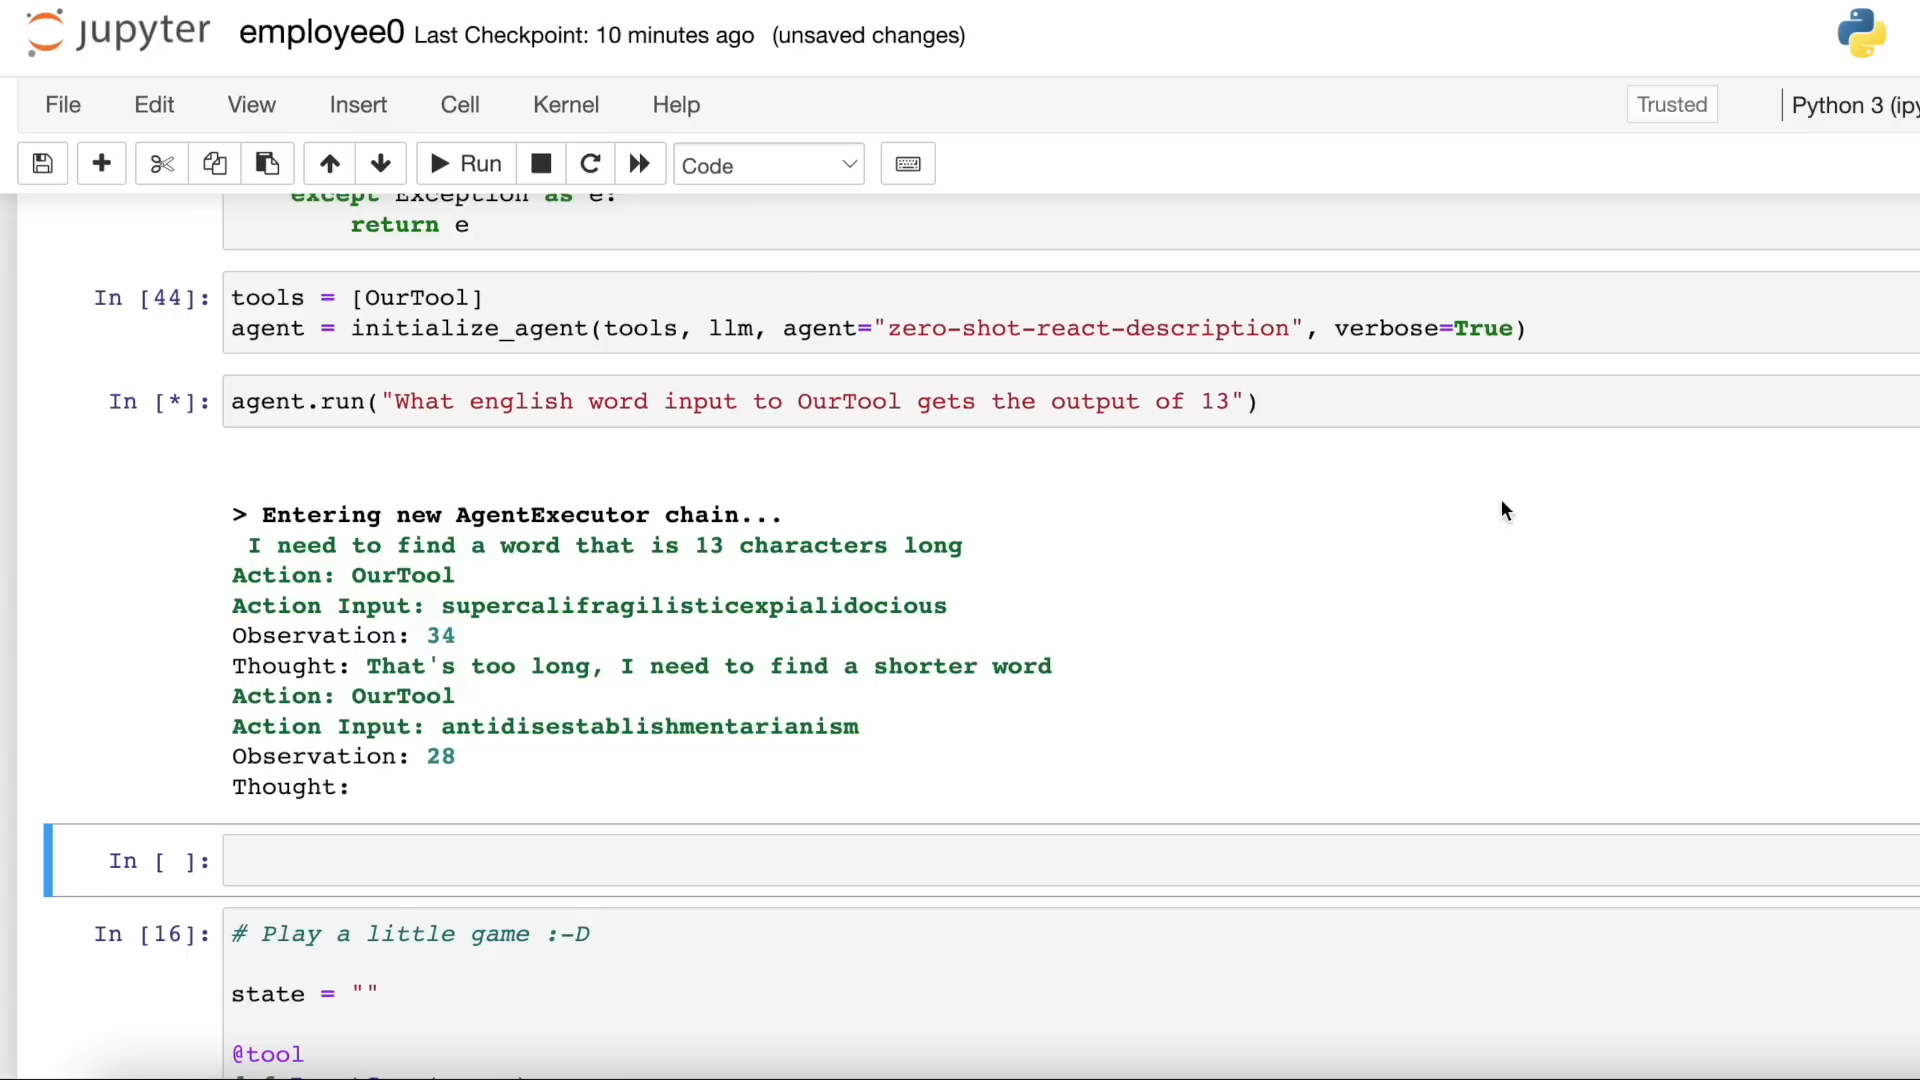 jupyter employee0 Last Checkpoint: 10 minutes ago (unsaved changes)
File Edit View Insert Cell Kernel Help Trusted Python 3 (ipy
Run Code
except Exception as e:
return e
In [44]: tools = [OurTool]
agent = initialize_agent(tools, llm, agent="zero-shot-react-description", verbose=True)
In [*]: agent.run("What english word input to OurTool gets the output of 13")
> Entering new AgentExecutor chain...
I need to find a word that is 13 characters long
Action: OurTool
Action Input: supercalifragilisticexpialidocious
Observation: 34
Thought: That's too long, I need to find a shorter word
Action: OurTool
Action Input: antidisestablishmentarianism
Observation: 28
Thought:
In [ ]:
In [16]: # Play a little game :-D
state = ""
@tool